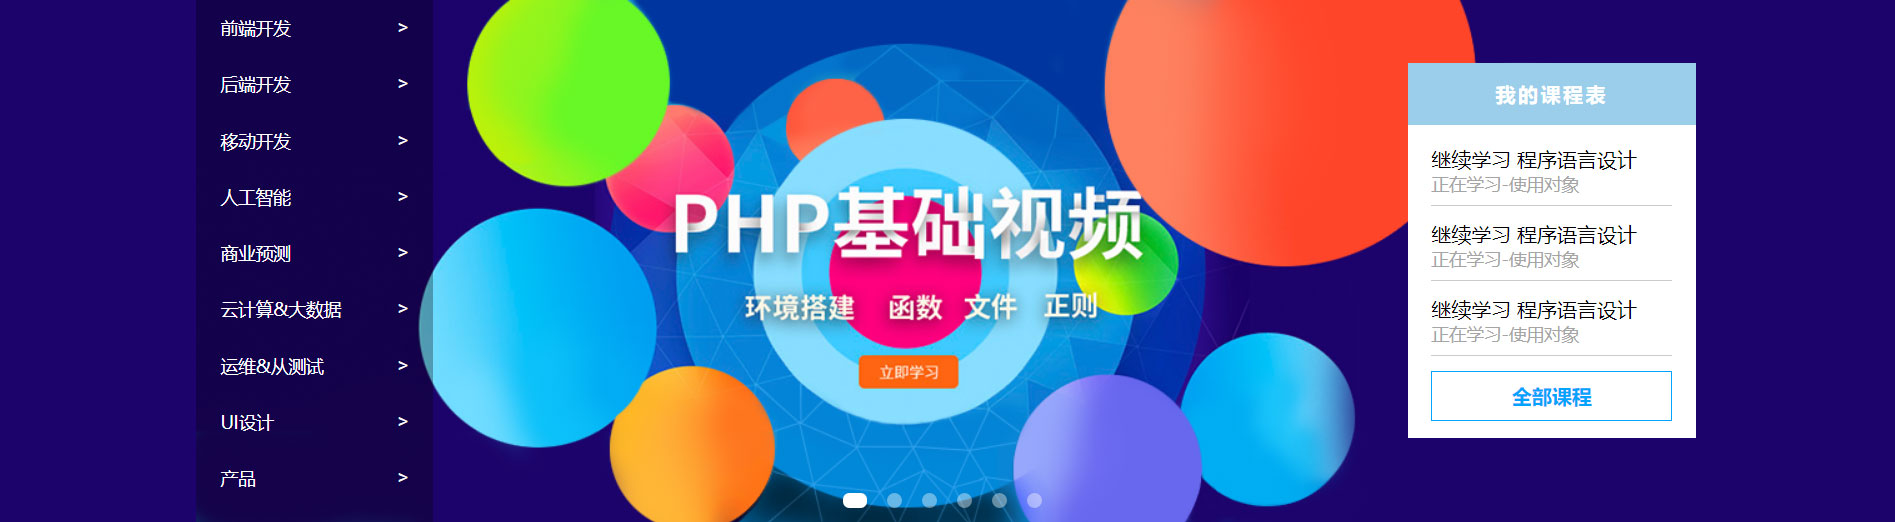 前端开发 >
后端开发 >
移动开发 >
人工智能 >
商业预测 >
云计算&大数据 >
运维&从测试 >
UI设计 >
产品 >
PHP基础视频
环境搭建 函数 文件 正则
立即学习
我的课程表
继续学习 程序语言设计
正在学习-使用对象
继续学习 程序语言设计
正在学习-使用对象
继续学习 程序语言设计
正在学习-使用对象
全部课程